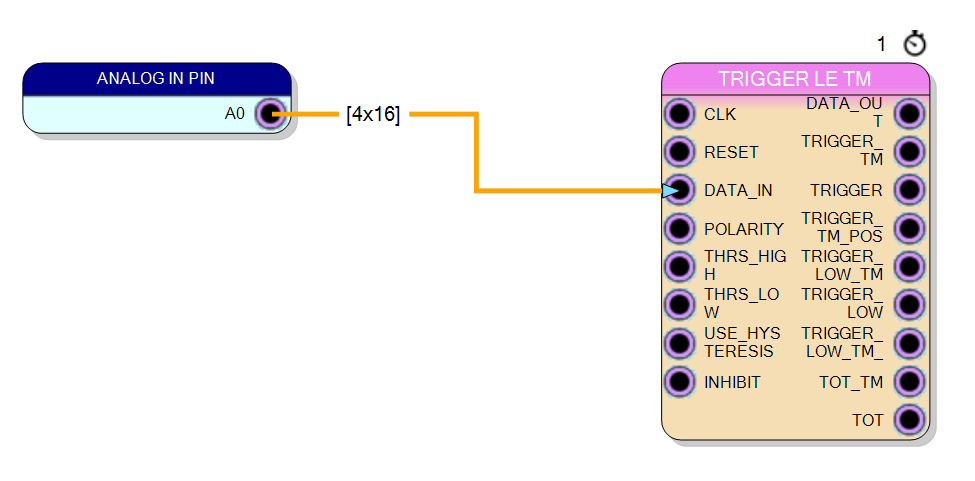 1
ANALOG IN PIN
TRIGGER LE TM
A0
[4x16]
CLK
DATA_OU
T
RESET
TRIGGER_
TM
DATA_IN
TRIGGER
POLARITY
TRIGGER_
TM_POS
THRS_HIG
H
TRIGGER_
LOW_TM
THRS_LO
W
TRIGGER_
LOW
USE_HYS
TERESIS
TRIGGER_
LOW_TM_
INHIBIT
TOT_TM
TOT